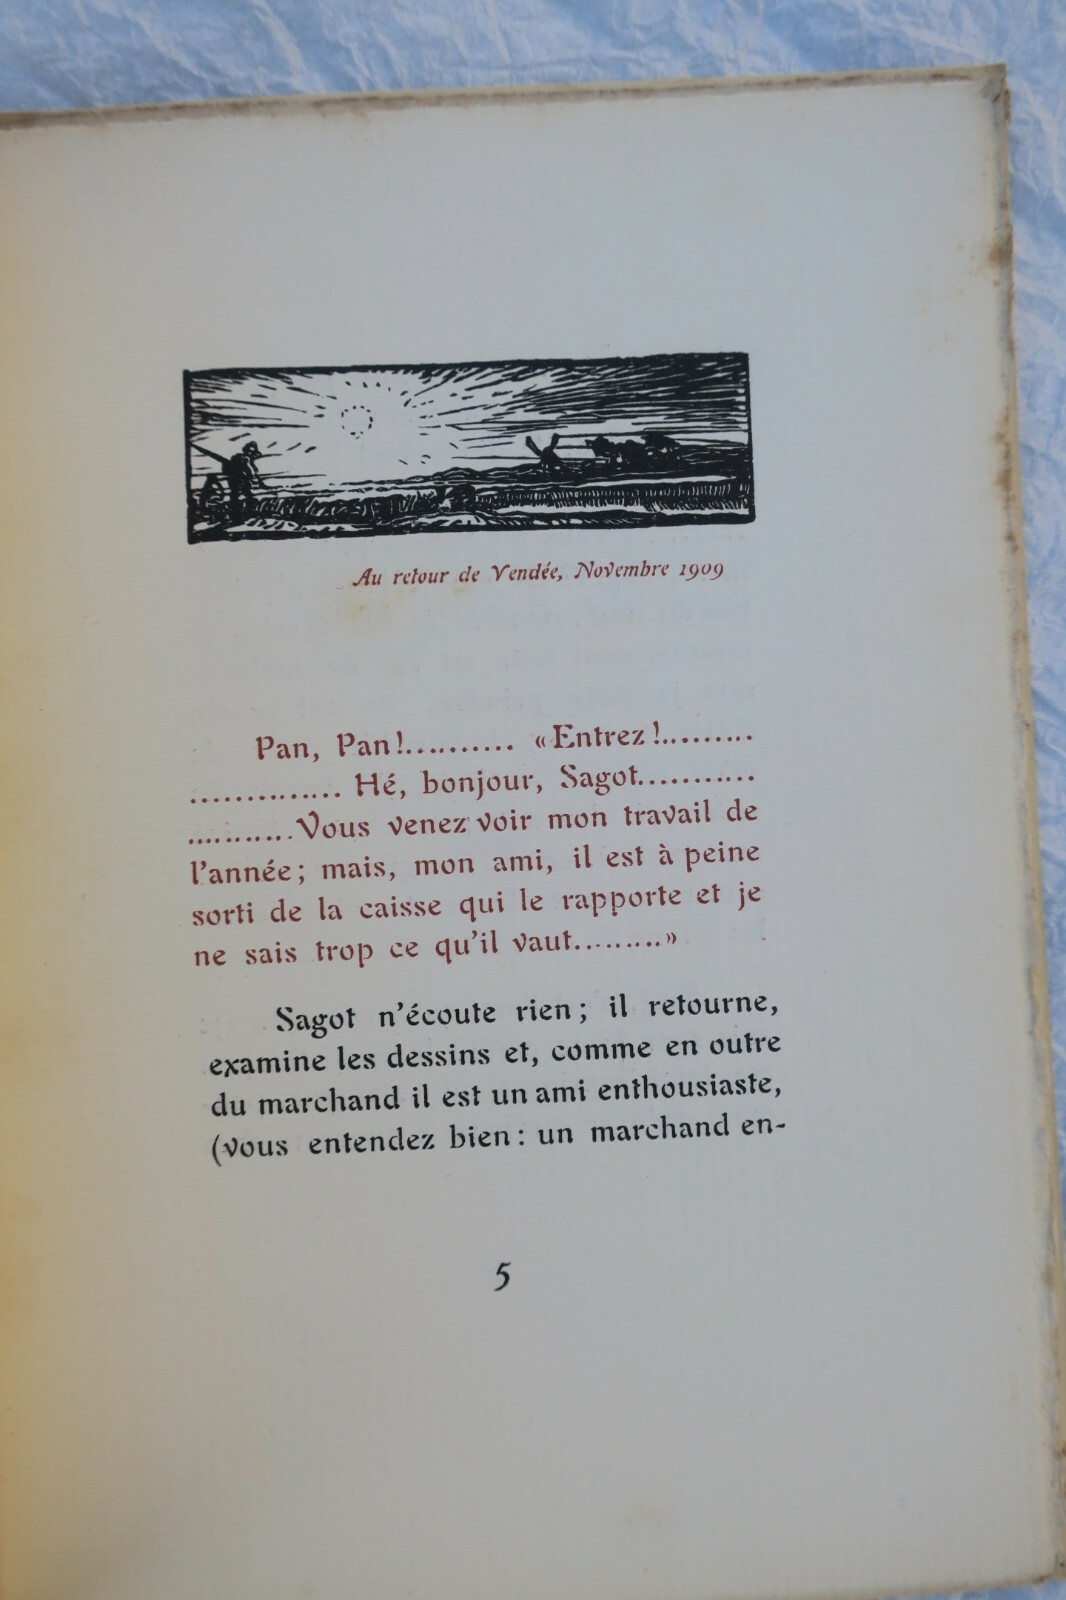 Au retour de Vendée, Novembre 1909
Pan, Pan!.......... «Entrez!.........
.............. Hé, bonjour, Sagot...........
...........Vous venez voir mon travail de
l'année; mais, mon ami, il est à peine
sorti de la caisse qui le rapporte et je
ne sais trop ce qu'il vaut.........»
Sagot n'écoute rien; il retourne,
examine les dessins et, comme en outre
du marchand il est un ami enthousiaste,
(vous entendez bien: un marchand en-
5